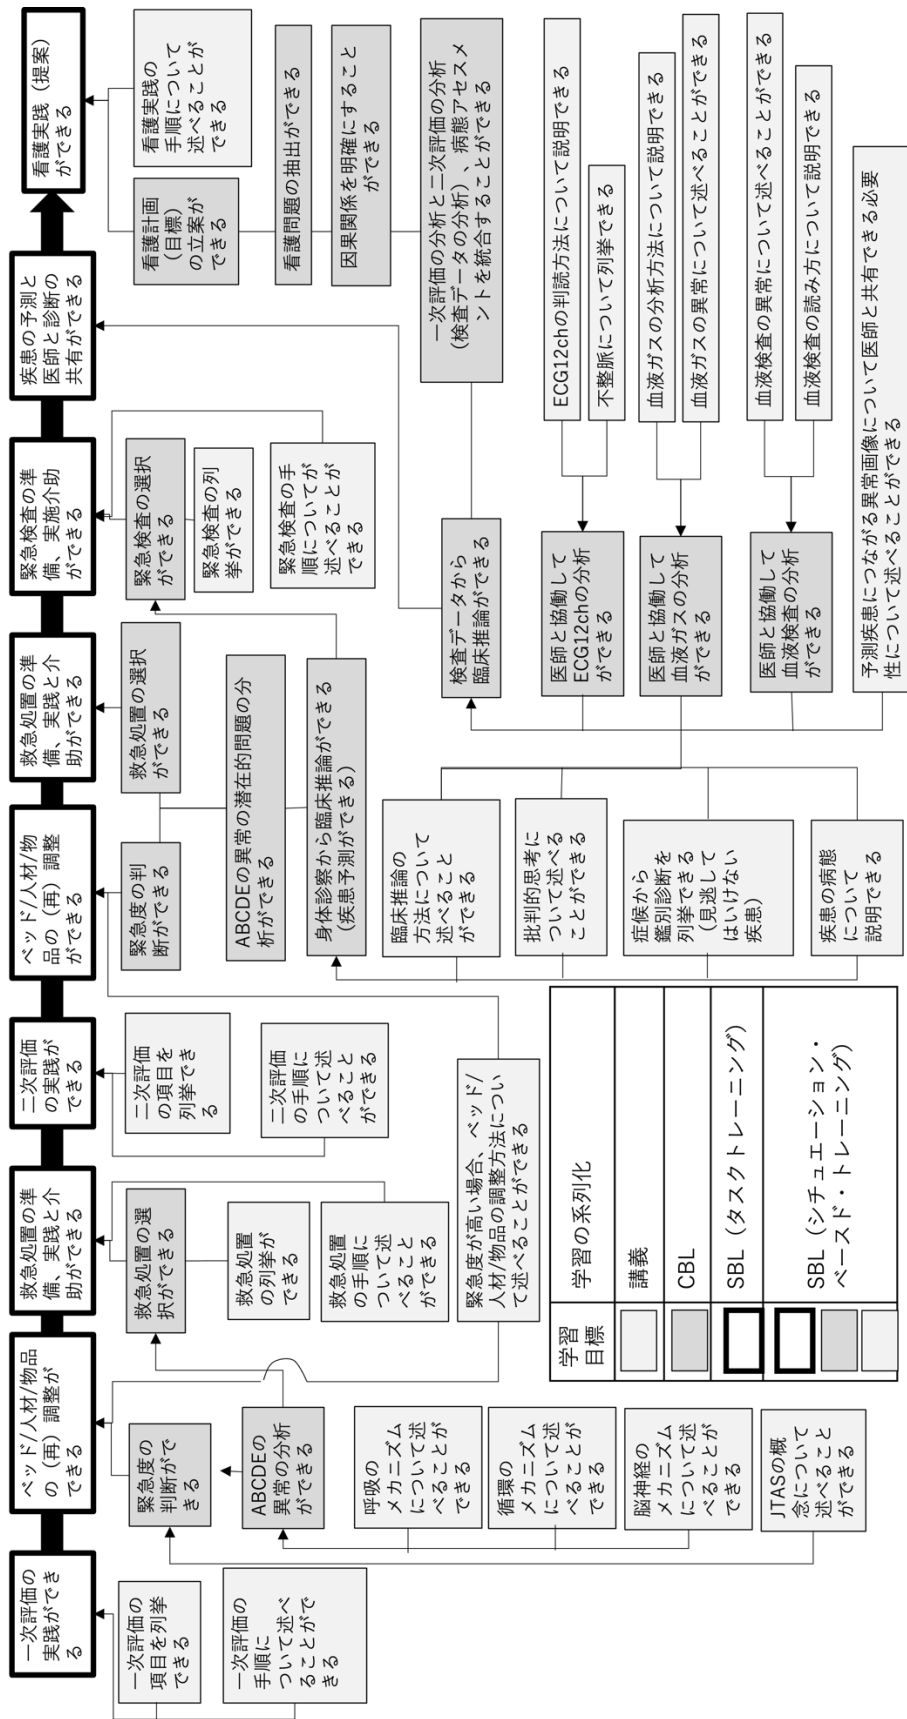 一次評価の
実践ができ
る
ベッド/人材/物品
の（再）調整が
できる
救急処置の準
備、実践と介
助ができる
二次評価
の実践が
できる
ベッド/人材/物
品の（再）調整
ができる
救急処置の準
備、実践と介
助ができる
緊急検査の準
備、実施介助
ができる
疾患の予測と
医師と診断の
共有ができる
看護実践（提案）
ができる
一次評価の
項目を列挙
できる
一次評価の
手順に
ついて述べ
ることがで
きる
緊急度の
判断がで
きる
ABCDEの
異常の分析
ができる
呼吸の
メカニズム
について述
べることが
できる
循環の
メカニズム
について述
べることが
できる
脳神経の
メカニズム
について述
べることが
できる
JTASの概
念について
述べること
ができる
救急処置の選
択ができる
救急処置
の列挙が
できる
救急処置
の手順に
ついて述
べること
ができる
二次評価
の項目を
列挙でき
る
二次評価
の手順に
ついて述
べること
ができる
緊急度が高い場合、ベッド/
人材/物品の調整方法につい
て述べることができる
緊急度の判
断ができる
救急処置の選択
ができる
ABCDEの異常の潜在的問題の分
析ができる
身体診察から臨床推論ができる
(疾患予測ができる)
臨床推論の
方法について
述べること
ができる
批判的思考に
ついて述べる
ことができる
症候から
鑑別診断を
列挙できる
（見逃して
はいけない
疾患）
疾患の病態
について
説明できる
緊急検査の選択
ができる
緊急検査の列
挙ができる
緊急検査の手
順についてが
述べることが
できる
検査データから
臨床推論ができる
医師と協働して
ECG12chの分析
ができる
医師と協働して
血液ガスの分析
ができる
医師と協働して
血液検査の分析
ができる
予測疾患につながる異常画像について医師と共有できる必要
性について述べることができる
看護計画
（目標）
の立案が
できる
看護実践の
手順について
述べることが
できる
看護問題の抽出ができる
因果関係を明確にすること
ができる
一次評価の分析と二次評価の分析
(検査データの分析)、病態アセスメ
ントを統合することができる
ECG12chの判読方法について説明できる
不整脈について列挙できる
血液ガスの分析方法について説明できる
血液ガスの異常について述べることができる
血液検査の異常について述べることができる
血液検査の読み方について説明できる
学習
目標
学習の系列化
講義
CBL
SBL（タスクトレーニング）
SBL（シチュエーション・
ベースド・トレーニング）